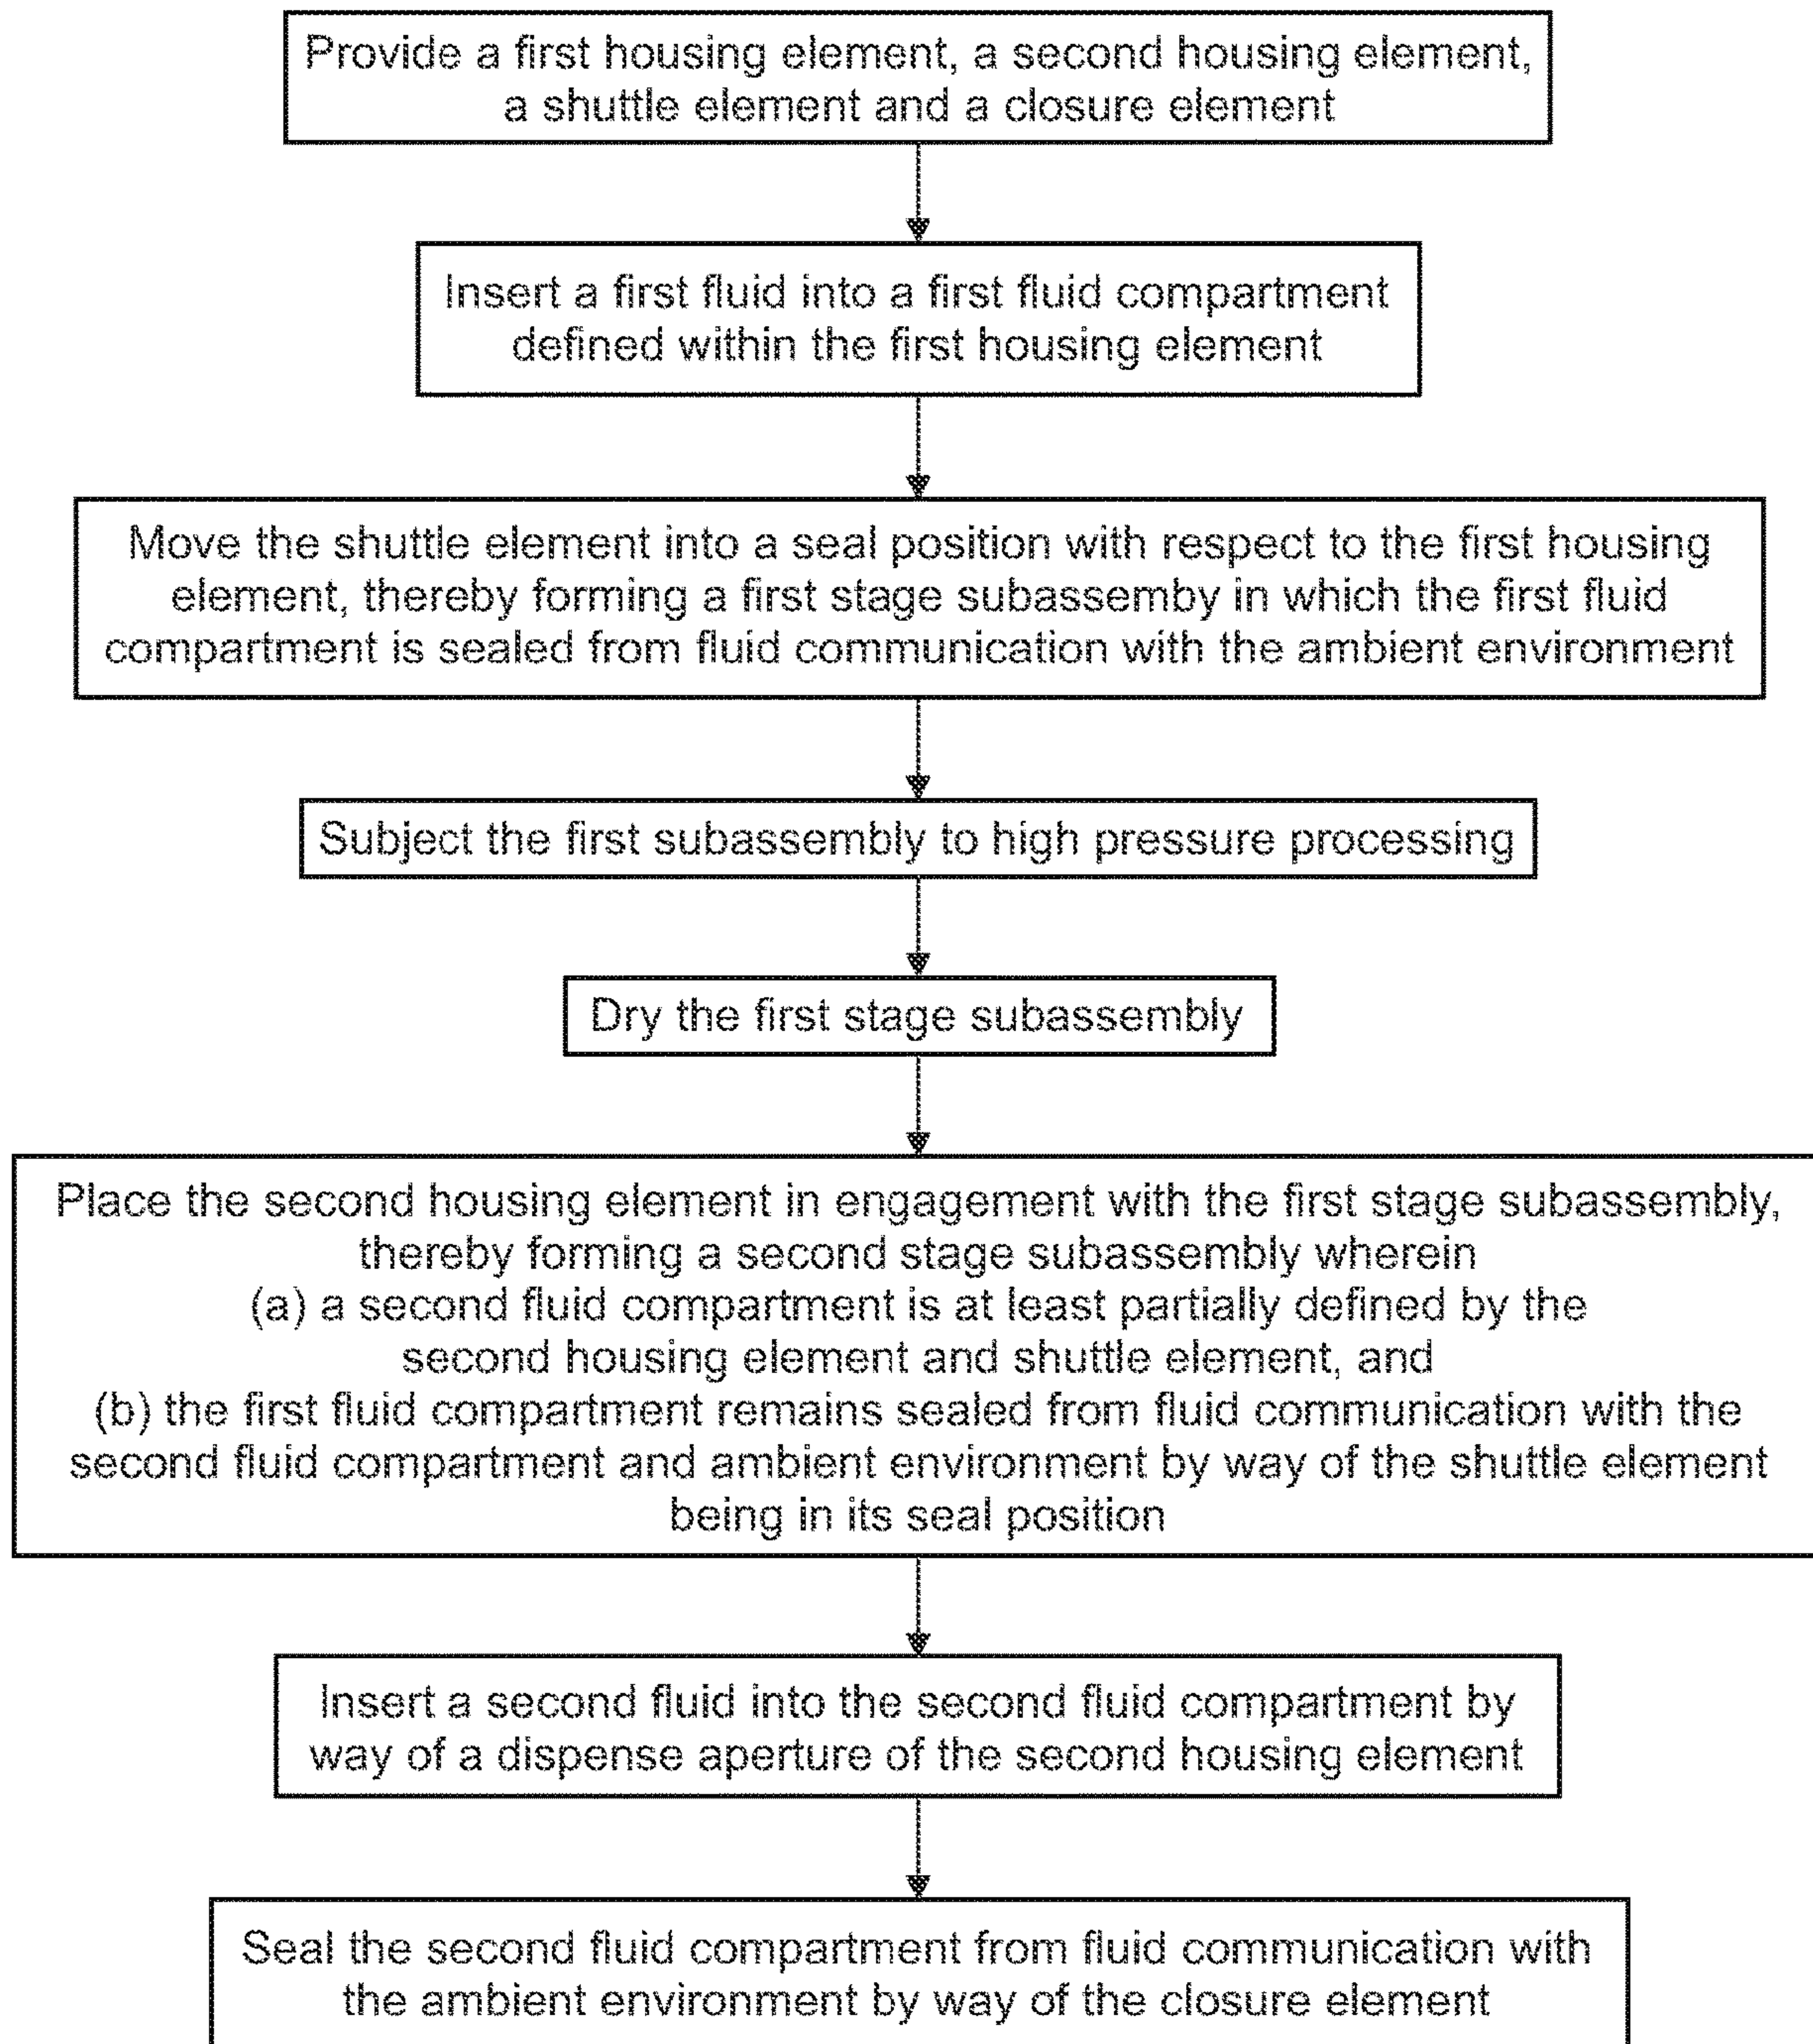 Provide a first housing element, a second housing element,
a shuttle element and a closure element
Insert a first fluid into a first fluid compartment
defined within the first housing element
Move the shuttle element into a seal position with respect to the first housing
element, thereby forming a first stage subassemby in which the first fluid
compartment is sealed from fluid communication with the ambient environment
Subject the first subassembly to high pressure processing
Dry the first stage subassembly
Place the second housing element in engagement with the first stage subassembly,
thereby forming a second stage subassembly wherein
(a) a second fluid compartment is at least partially defined by the
second housing element and shuttle element, and
(b) the first fluid compartment remains sealed from fluid communication with the
second fluid compartment and ambient environment by way of the shuttle element
being in its seal position
Insert a second fluid into the second fluid compartment by
way of a dispense aperture of the second housing element
Seal the second fluid compartment from fluid communication with
the ambient environment by way of the closure element